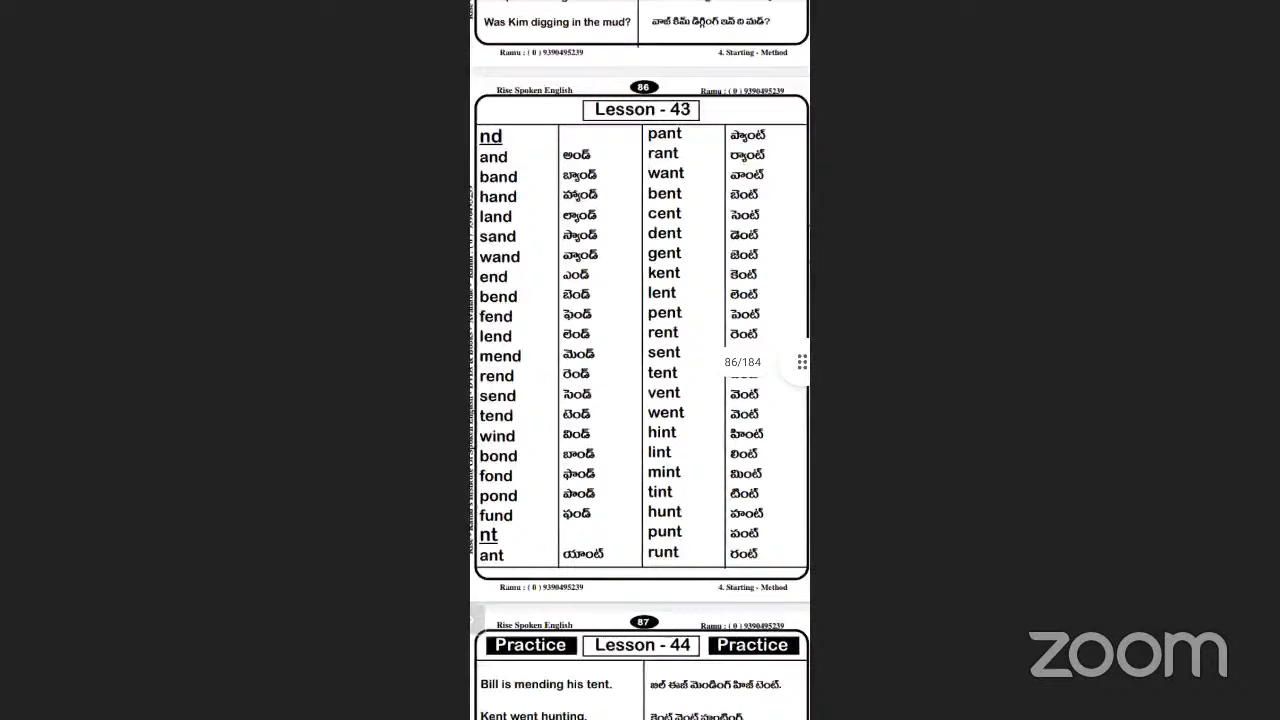 Was Kim digging in the mud? వాజ్ కిమ్ డిగ్గింగ్ ఇన్ ది మడ్?
Ramu : ( 0 ) 9390495239 4. Starting - Method
Rise Spoken English 86 Ramu : ( 0 ) 9390495239
Lesson - 43
nd
and అండ్
band బ్యాండ్
hand హ్యాండ్
land ల్యాండ్
sand స్యాండ్
wand వ్యాండ్
end ఎండ్
bend బెండ్
fend ఫెండ్
lend లెండ్
mend మెండ్
rend రెండ్
send సెండ్
tend టెండ్
wind విండ్
bond బాండ్
fond ఫాండ్
pond పాండ్
fund ఫండ్
nt
ant యాంట్
pant ప్యాంట్
rant ర్యాంట్
want వాంట్
bent బెంట్
cent సెంట్
dent డెంట్
gent జెంట్
kent కెంట్
lent లెంట్
pent పెంట్
rent రెంట్
sent
86/184
tent
vent వెంట్
went వెంట్
hint హింట్
lint లింట్
mint మింట్
tint టింట్
hunt హంట్
punt పంట్
runt రంట్
Ramu : ( 0 ) 9390495239 4. Starting - Method
Rise Spoken English 87 Ramu : ( 0 ) 9390495239
Practice Lesson - 44 Practice
Bill is mending his tent. బిల్ ఈజ్ మెండింగ్ హిజ్ టెంట్.
Kent went hunting. కెంట్ వెంట్ హంటింగ్.
zoom